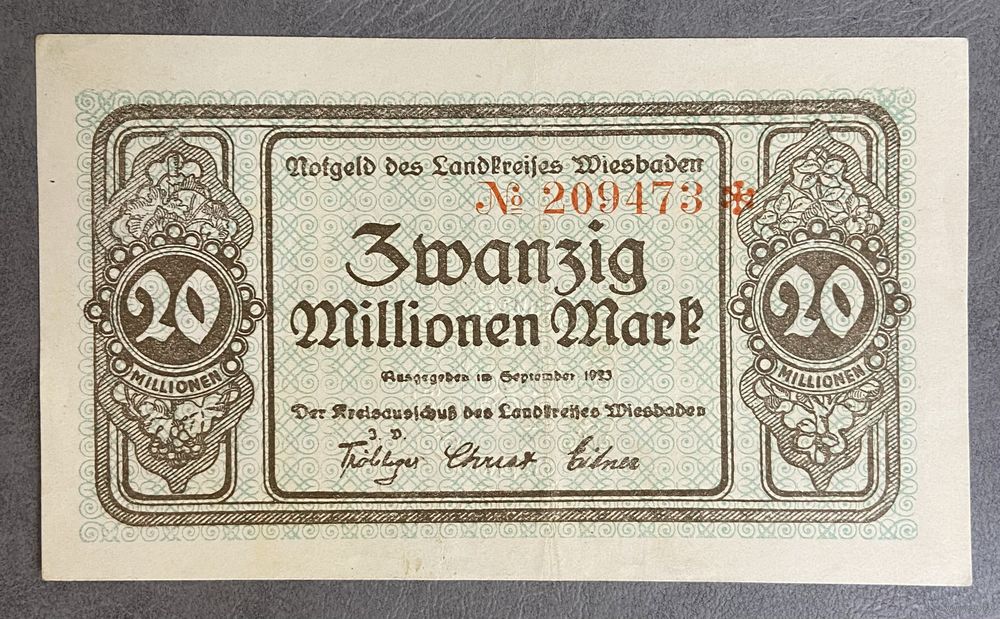 Notgeld des Landkreises Wiesbaden
№ 209473 *
Zwanzig
Millionen Mark
Ausgegeben im September 1923
Der Kreisausschuß des Landkreises Wiesbaden
J. V.
Christ
20
MILLIONEN
20
MILLIONEN